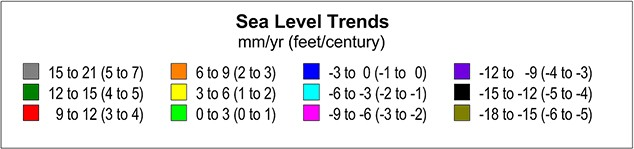 Sea Level Trends
mm/yr (feet/century)
15 to 21 (5 to 7) 6 to 9 (2 to 3) -3 to 0 (-1 to 0) -12 to -9 (-4 to -3)
12 to 15 (4 to 5) 3 to 6 (1 to 2) -6 to -3 (-2 to -1) -15 to -12 (-5 to -4)
9 to 12 (3 to 4) 0 to 3 (0 to 1) -9 to -6 (-3 to -2) -18 to -15 (-6 to -5)